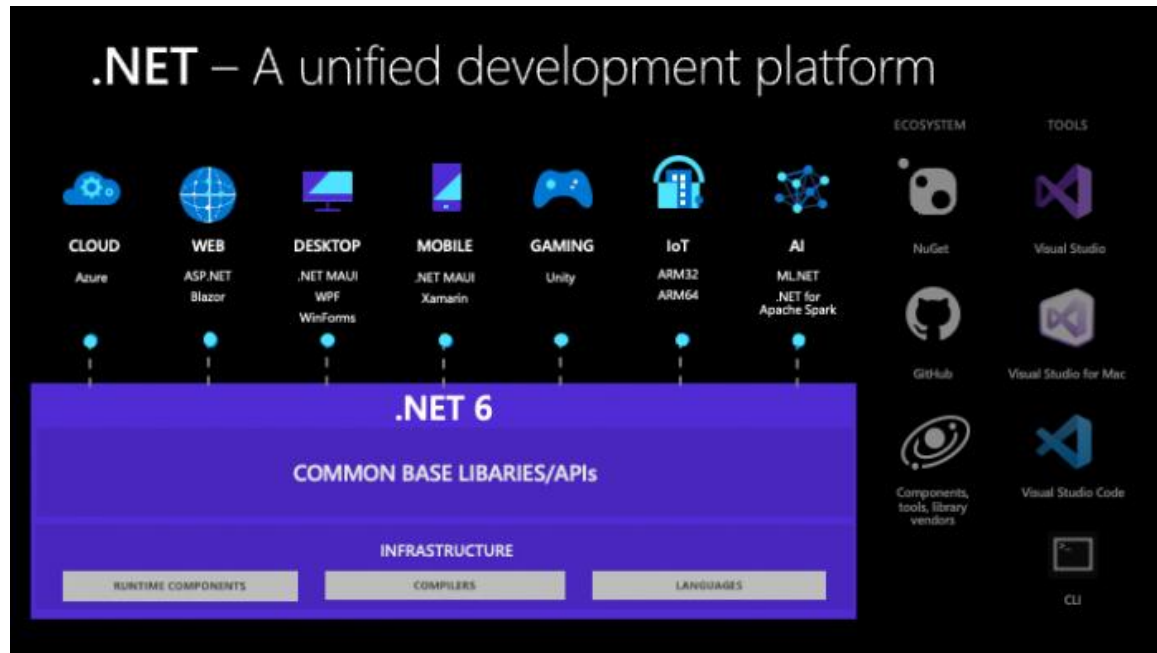 .NET – A unified development platform
ECOSYSTEM
TOOLS
CLOUD
Azure
WEB
ASP.NET
Blazor
DESKTOP
.NET MAUI
WPF
WinForms
MOBILE
.NET MAUI
Xamarin
GAMING
Unity
IoT
ARM32
ARM64
AI
ML.NET
.NET for
Apache Spark
NuGet
Visual Studio
GitHub
Visual Studio for Mac
Components,
tools, library
vendors
Visual Studio Code
>_
CLI
.NET 6
COMMON BASE LIBARIES/APIs
INFRASTRUCTURE
RUNTIME COMPONENTS
COMPILERS
LANGUAGES